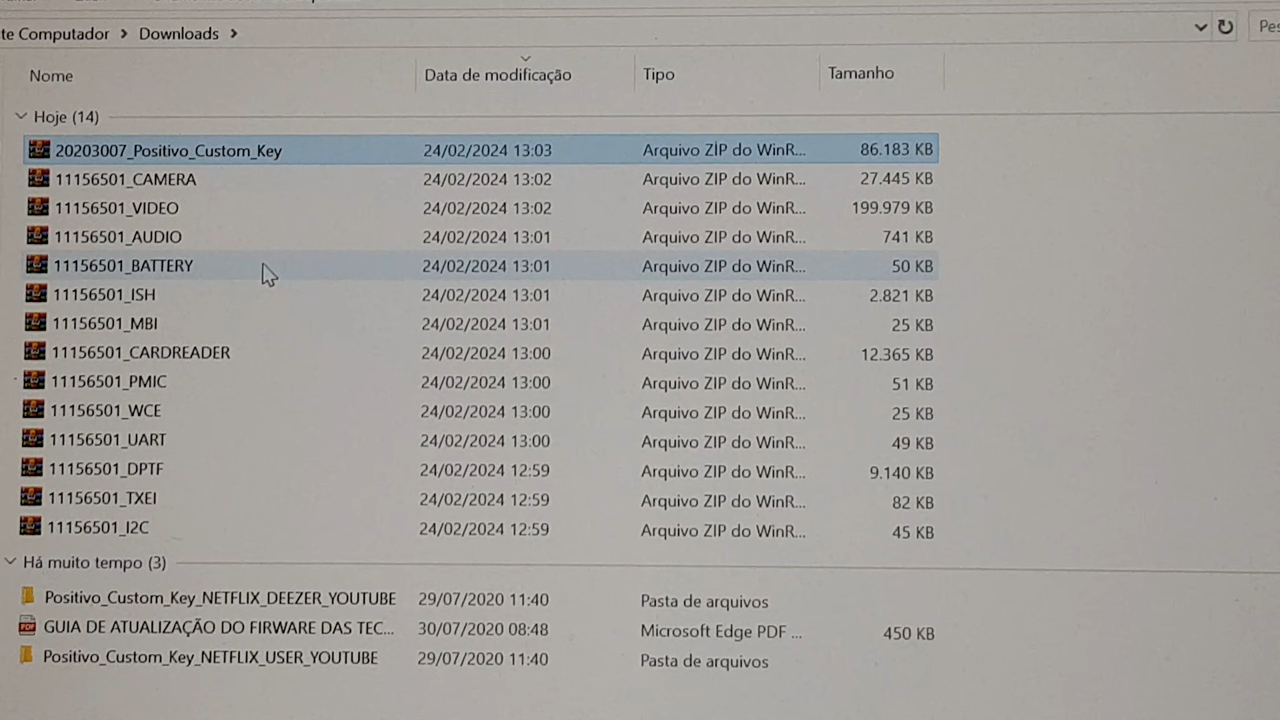 te Computador > Downloads >
Nome Data de modificação Tipo Tamanho
Hoje (14)
20203007_Positivo_Custom_Key 24/02/2024 13:03 Arquivo ZIP do WinR... 86.183 KB
11156501_CAMERA 24/02/2024 13:02 Arquivo ZIP do WinR... 27.445 KB
11156501_VIDEO 24/02/2024 13:02 Arquivo ZIP do WinR... 199.979 KB
11156501_AUDIO 24/02/2024 13:01 Arquivo ZIP do WinR... 741 KB
11156501_BATTERY 24/02/2024 13:01 Arquivo ZIP do WinR... 50 KB
11156501_ISH 24/02/2024 13:01 Arquivo ZIP do WinR... 2.821 KB
11156501_MBI 24/02/2024 13:01 Arquivo ZIP do WinR... 25 KB
11156501_CARDREADER 24/02/2024 13:00 Arquivo ZIP do WinR... 12.365 KB
11156501_PMIC 24/02/2024 13:00 Arquivo ZIP do WinR... 51 KB
11156501_WCE 24/02/2024 13:00 Arquivo ZIP do WinR... 25 KB
11156501_UART 24/02/2024 13:00 Arquivo ZIP do WinR... 49 KB
11156501_DPTF 24/02/2024 12:59 Arquivo ZIP do WinR... 9.140 KB
11156501_TXEI 24/02/2024 12:59 Arquivo ZIP do WinR... 82 KB
11156501_I2C 24/02/2024 12:59 Arquivo ZIP do WinR... 45 KB
Há muito tempo (3)
Positivo_Custom_Key_NETFLIX_DEEZER_YOUTUBE 29/07/2020 11:40 Pasta de arquivos
GUIA DE ATUALIZAÇÃO DO FIRWARE DAS TEC... 30/07/2020 08:48 Microsoft Edge PDF ... 450 KB
Positivo_Custom_Key_NETFLIX_USER_YOUTUBE 29/07/2020 11:40 Pasta de arquivos